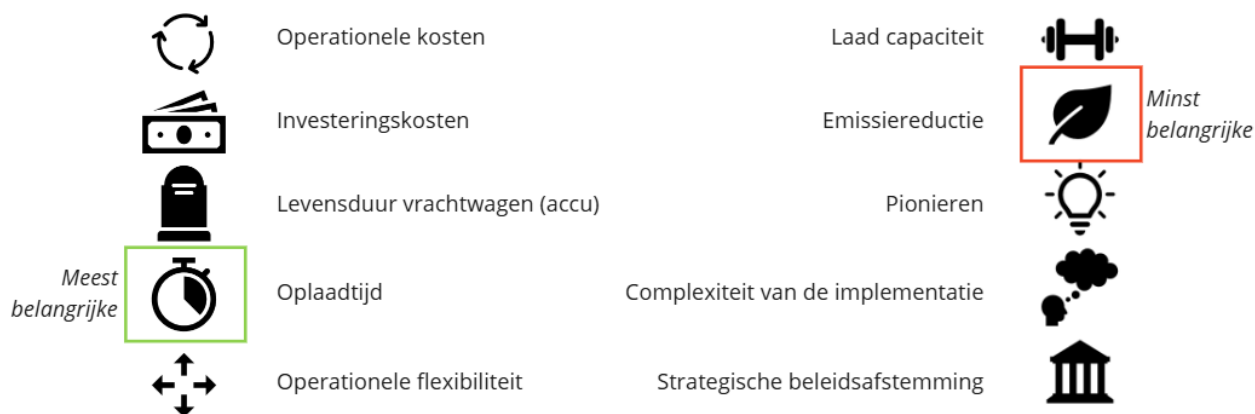 Operationele kosten
Laad capaciteit
Investeringskosten
Emissiereductie
Minst
belangrijke
Levensduur vrachtwagen (accu)
Pionieren
Meest
belangrijke
Oplaadtijd
Complexiteit van de implementatie
Operationele flexibiliteit
Strategische beleidsafstemming